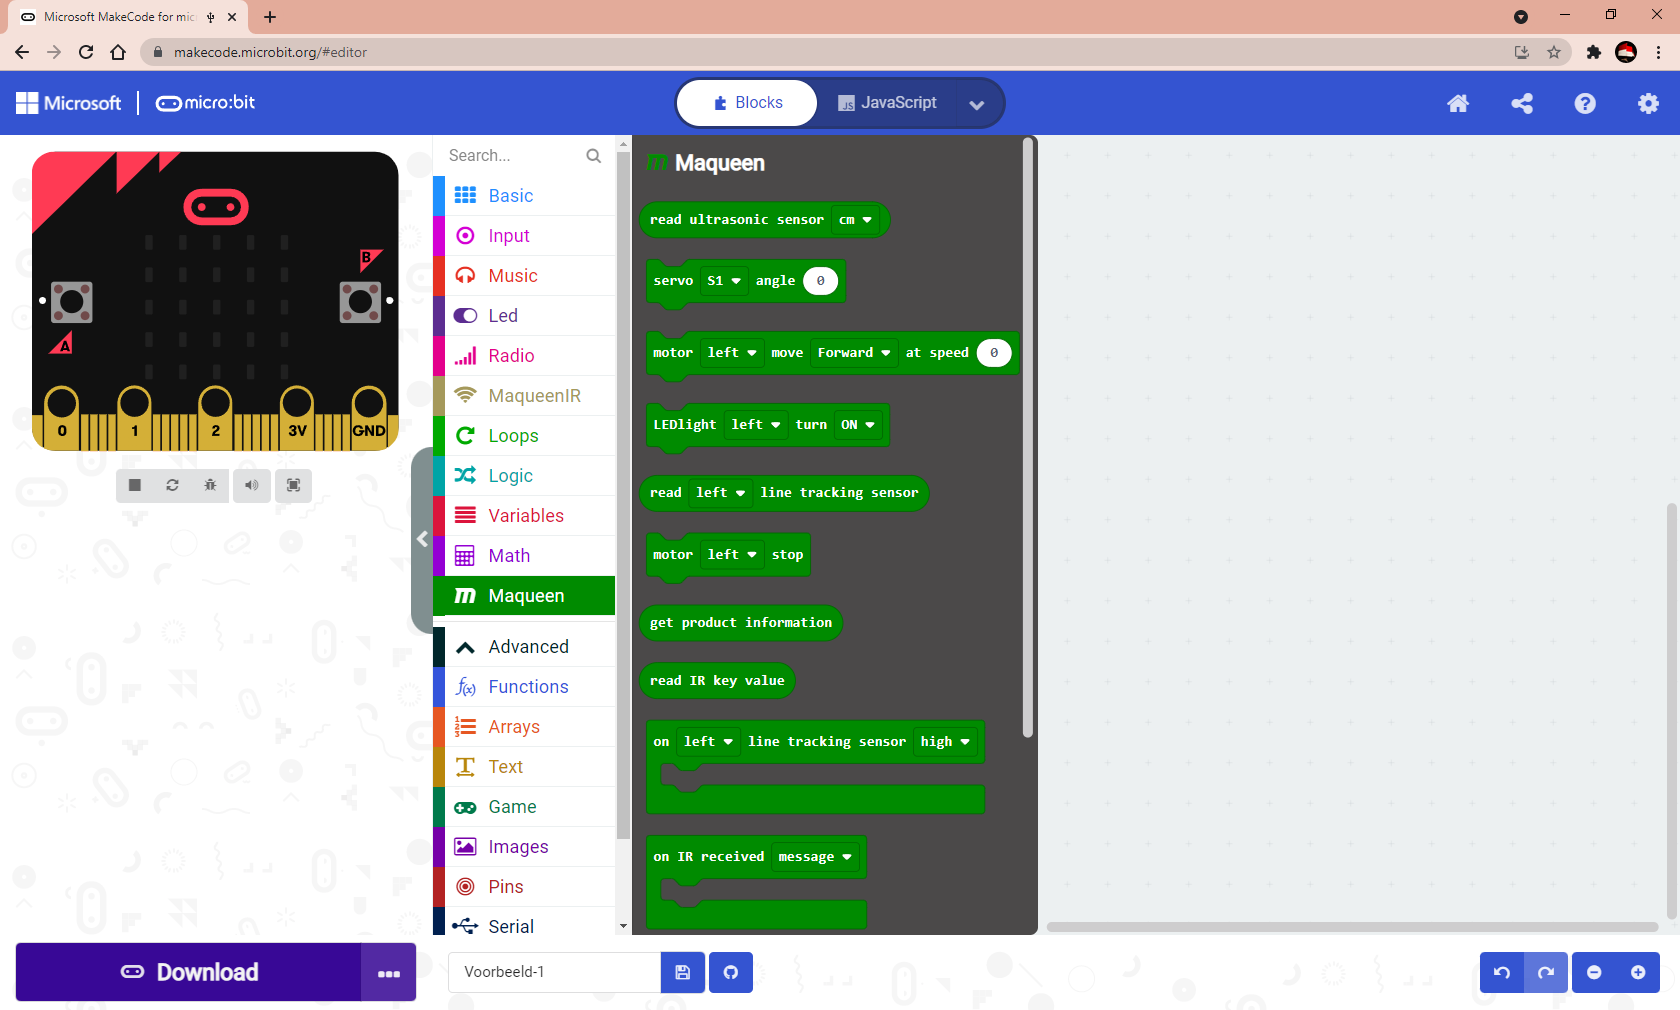 Microsoft MakeCode for mic
makecode.microbit.org/#editor
Microsoft
micro:bit
Blocks
JS
JavaScript
B
A
0
1
2
3V
GND
Search...
Basic
Input
Music
Led
Radio
MaqueenIR
Loops
Logic
Variables
Math
m Maqueen
Advanced
f(x) Functions
Arrays
Text
Game
Images
Pins
Serial
m Maqueen
read ultrasonic sensor cm
servo S1 angle 0
motor left move Forward at speed 0
LEDlight left turn ON
read left line tracking sensor
motor left stop
get product information
read IR key value
on left line tracking sensor high
on IR received message
Download
Voorbeeld-1